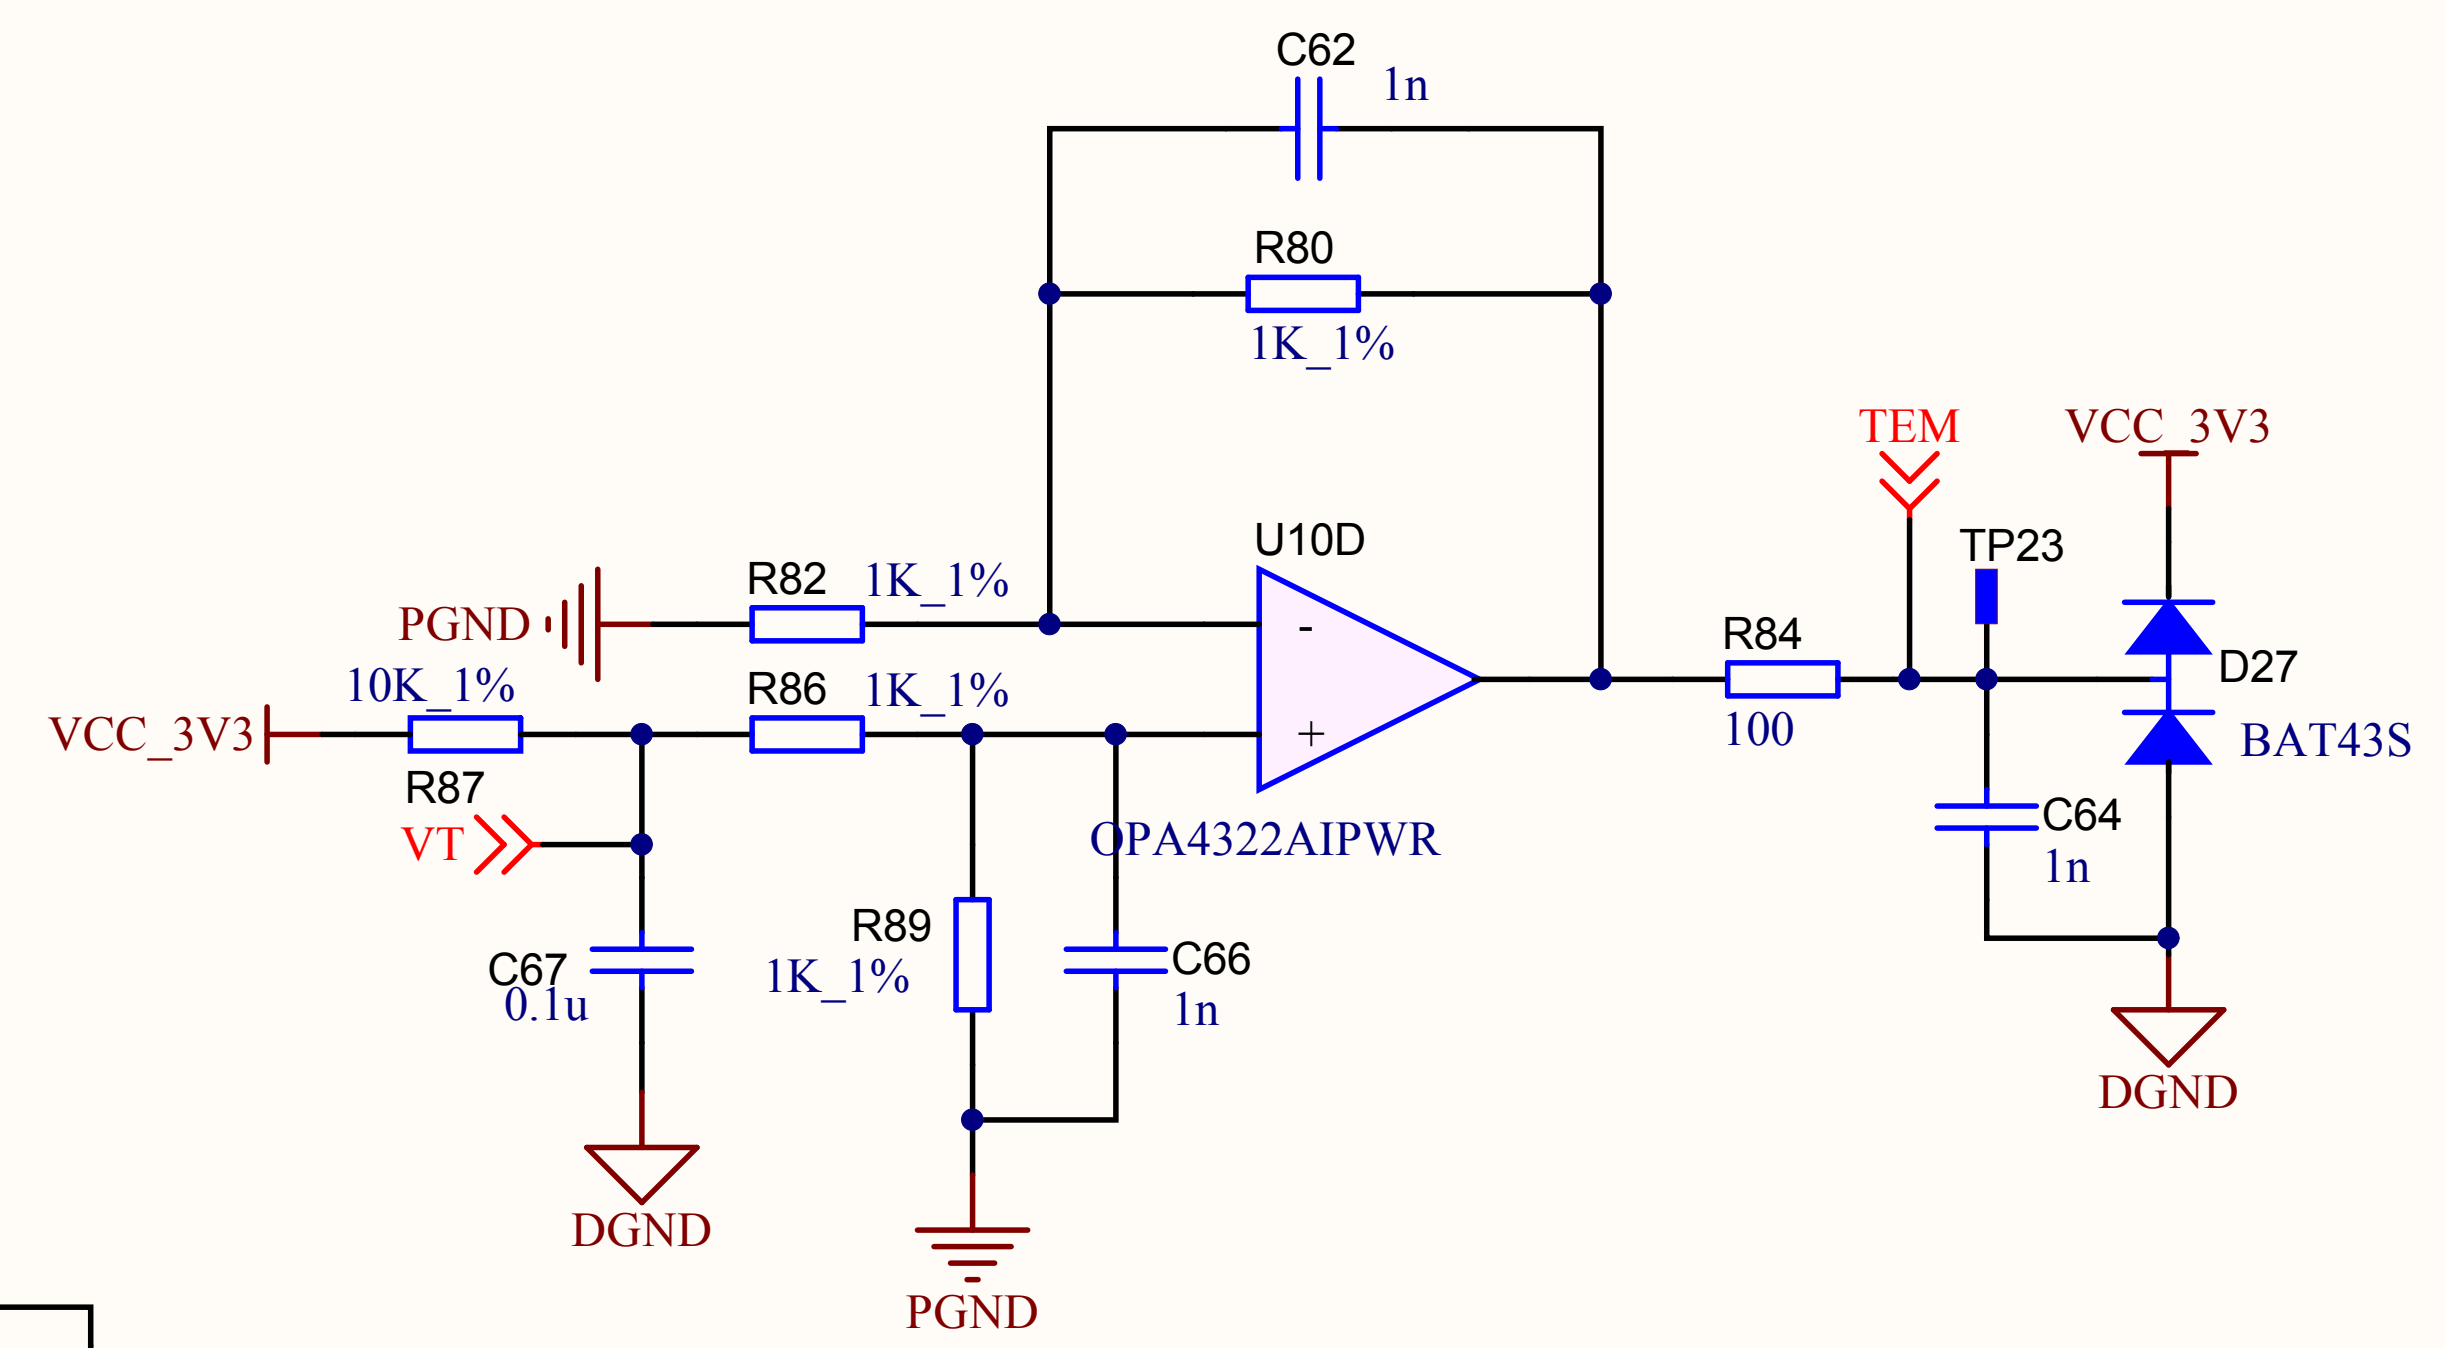 C62
1n
R80
1K_1%
TEM
VCC_3V3
U10D
TP23
R82
1K_1%
PGND
-
R84
100
D27
BAT43S
10K_1%
R86
1K_1%
VCC_3V3
+
R87
VT
OPA4322AIPWR
C64
1n
R89
1K_1%
C67
0.1u
C66
1n
DGND
DGND
PGND